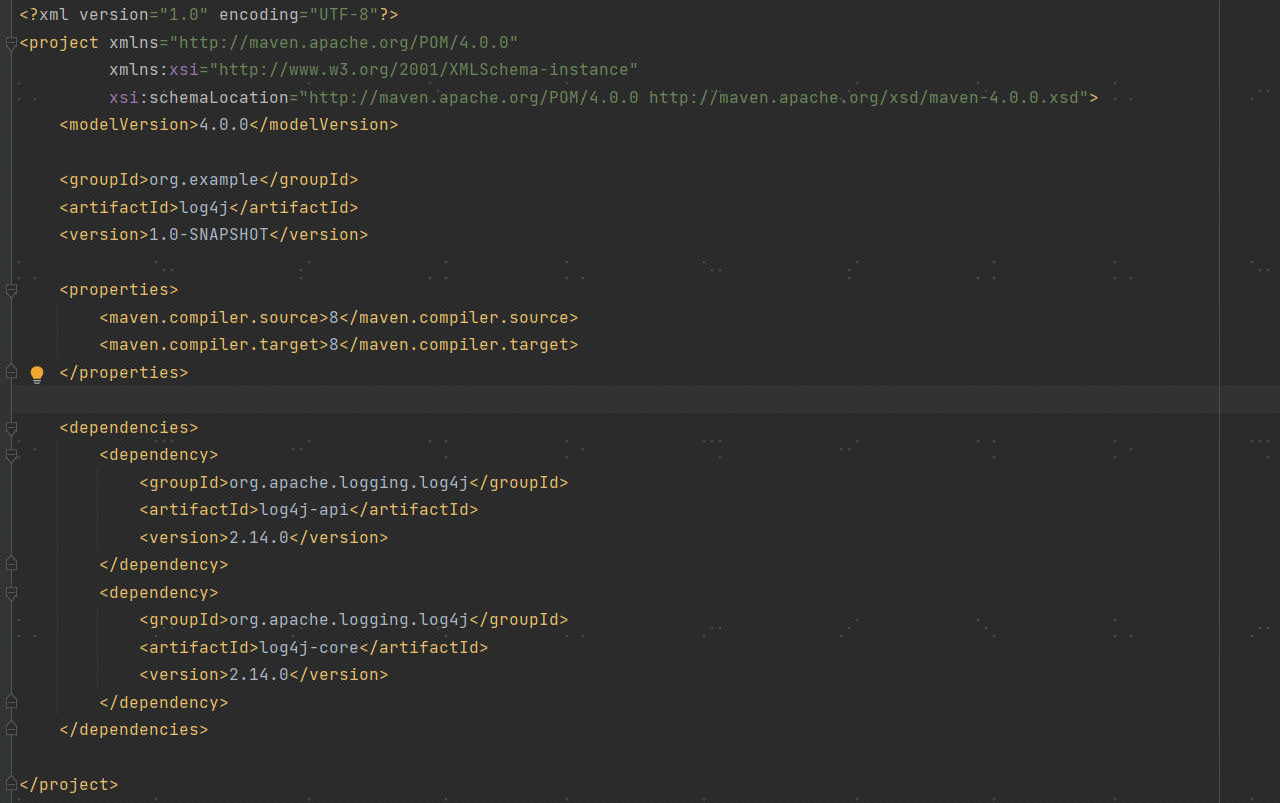 <?xml version="1.0" encoding="UTF-8"?>
<project xmlns="http://maven.apache.org/POM/4.0.0"
         xmlns:xsi="http://www.w3.org/2001/XMLSchema-instance"
         xsi:schemaLocation="http://maven.apache.org/POM/4.0.0 http://maven.apache.org/xsd/maven-4.0.0.xsd">
    <modelVersion>4.0.0</modelVersion>

    <groupId>org.example</groupId>
    <artifactId>log4j</artifactId>
    <version>1.0-SNAPSHOT</version>

    <properties>
        <maven.compiler.source>8</maven.compiler.source>
        <maven.compiler.target>8</maven.compiler.target>
    </properties>

    <dependencies>
        <dependency>
            <groupId>org.apache.logging.log4j</groupId>
            <artifactId>log4j-api</artifactId>
            <version>2.14.0</version>
        </dependency>
        <dependency>
            <groupId>org.apache.logging.log4j</groupId>
            <artifactId>log4j-core</artifactId>
            <version>2.14.0</version>
        </dependency>
    </dependencies>

</project>